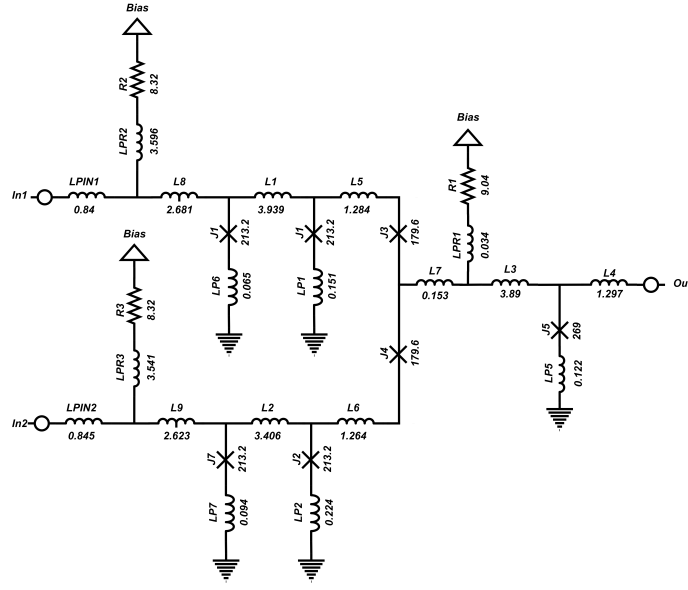 Bias
R2
8.32
LPR2
3.596
Bias
R1
9.04
LPR1
0.034
In1
LPIN1
0.84
L8
2.681
L1
3.939
L5
1.284
J1
213.2
LP6
0.065
J1
213.2
LP1
0.151
J3
179.6
Bias
R3
8.32
LPR3
3.541
L7
0.153
L3
3.89
L4
1.297
Ou
J4
179.6
J5
269
LP5
0.122
In2
LPIN2
0.845
L9
2.623
L2
3.406
L6
1.264
J7
213.2
LP7
0.094
J2
213.2
LP2
0.224